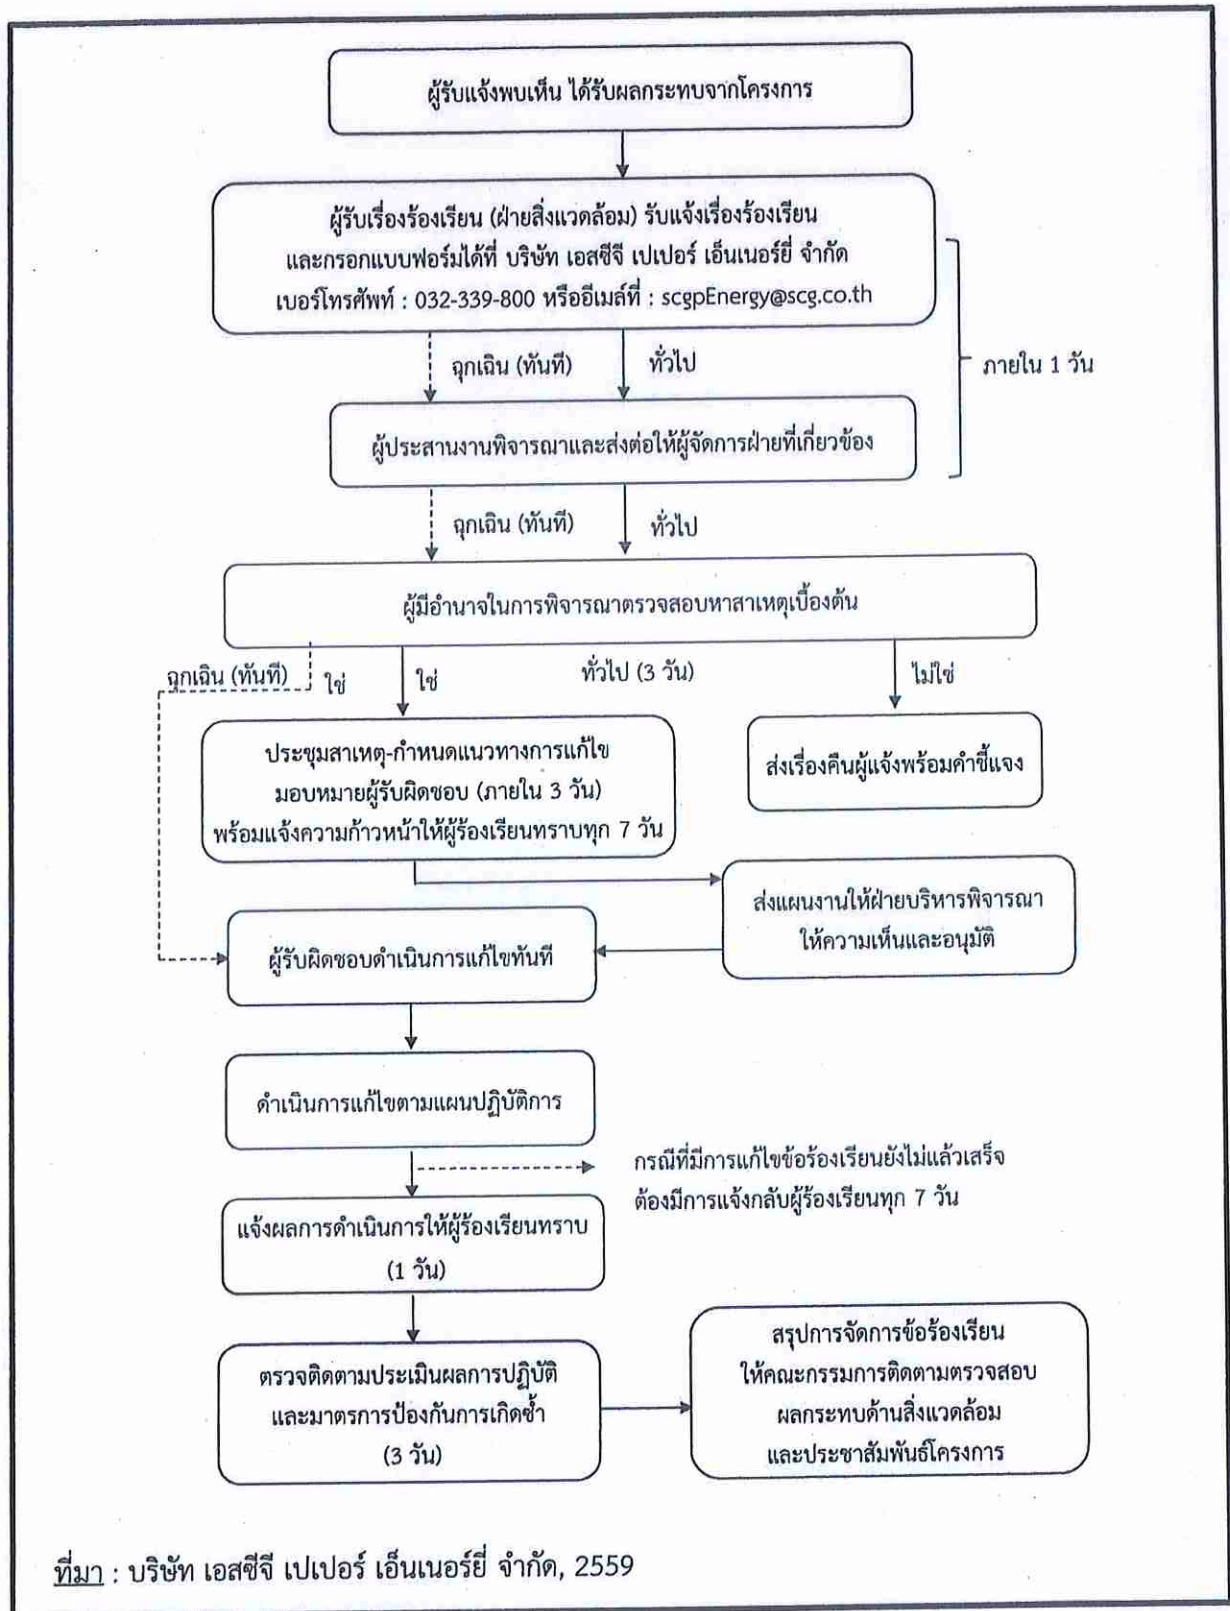 ผู้รับแจ้งพบเห็น ได้รับผลกระทบจากโครงการ
ผู้รับเรื่องร้องเรียน (ฝ่ายสิ่งแวดล้อม) รับแจ้งเรื่องร้องเรียน
และกรอกแบบฟอร์มได้ที่ บริษัท เอสซีจี เปเปอร์ เอ็นเนอร์ยี่ จำกัด
เบอร์โทรศัพท์ : 032-339-800 หรืออีเมล์ที่ : scgpEnergy@scg.co.th
ฉุกเฉิน (ทันที)
ทั่วไป
ภายใน 1 วัน
ผู้ประสานงานพิจารณาและส่งต่อให้ผู้จัดการฝ่ายที่เกี่ยวข้อง
ฉุกเฉิน (ทันที)
ทั่วไป
ผู้มีอำนาจในการพิจารณาตรวจสอบหาสาเหตุเบื้องต้น
ฉุกเฉิน (ทันที)
ใช่
ใช่
ทั่วไป (3 วัน)
ไม่ใช่
ประชุมสาเหตุ-กำหนดแนวทางการแก้ไข
มอบหมายผู้รับผิดชอบ (ภายใน 3 วัน)
พร้อมแจ้งความก้าวหน้าให้ผู้ร้องเรียนทราบทุก 7 วัน
ส่งเรื่องคืนผู้แจ้งพร้อมคำชี้แจง
ส่งแผนงานให้ฝ่ายบริหารพิจารณา
ให้ความเห็นและอนุมัติ
ผู้รับผิดชอบดำเนินการแก้ไขทันที
ดำเนินการแก้ไขตามแผนปฏิบัติการ
กรณีที่มีการแก้ไขข้อร้องเรียนยังไม่แล้วเสร็จ
ต้องมีการแจ้งกลับผู้ร้องเรียนทุก 7 วัน
แจ้งผลการดำเนินการให้ผู้ร้องเรียนทราบ
(1 วัน)
ตรวจติดตามประเมินผลการปฏิบัติ
และมาตรการป้องกันการเกิดซ้ำ
(3 วัน)
สรุปการจัดการข้อร้องเรียน
ให้คณะกรรมการติดตามตรวจสอบ
ผลกระทบด้านสิ่งแวดล้อม
และประชาสัมพันธ์โครงการ
ที่มา : บริษัท เอสซีจี เปเปอร์ เอ็นเนอร์ยี่ จำกัด, 2559